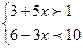 3 + 5x ≻ 1
6 − 3x ≺ 10